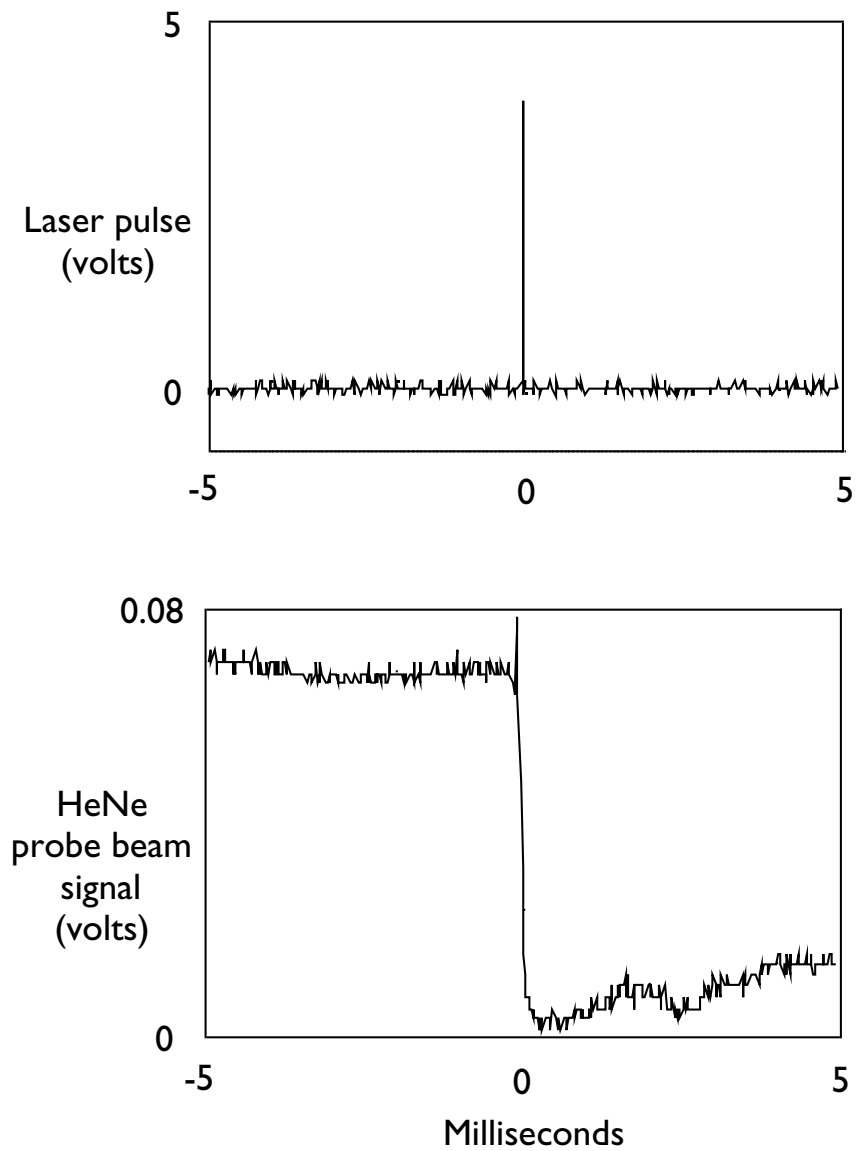 5
Laser pulse
(volts)
0
-5 0 5
0.08
HeNe
probe beam
signal
(volts)
0
-5 0 5
Milliseconds